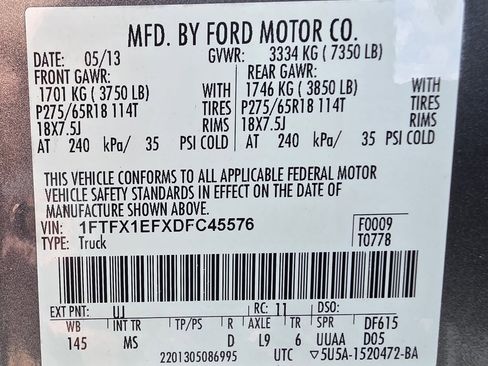 MFD. BY FORD MOTOR CO.
DATE: 05/13 GVWR: 3334 KG ( 7350 LB)
FRONT GAWR: REAR GAWR:
1701 KG ( 3750 LB) WITH 1746 KG ( 3850 LB) WITH
P275/65R18 114T TIRES P275/65R18 114T TIRES
18X7.5J RIMS 18X7.5J RIMS
AT 240 kPa/ 35 PSI COLD AT 240 kPa/ 35 PSI COLD
THIS VEHICLE CONFORMS TO ALL APPLICABLE FEDERAL MOTOR
VEHICLE SAFETY STANDARDS IN EFFECT ON THE DATE OF
MANUFACTURE SHOWN ABOVE.
VIN: 1FTFX1EFXDFC45576 F0009
TYPE: Truck T0778
EXT PNT: UJ RC: 11 DSO:
WB INT TR TP/PS R AXLE TR SPR DF615
145 MS D L9 6 UUAA D05
2201305086995 UTC ▽5U5A-1520472-BA